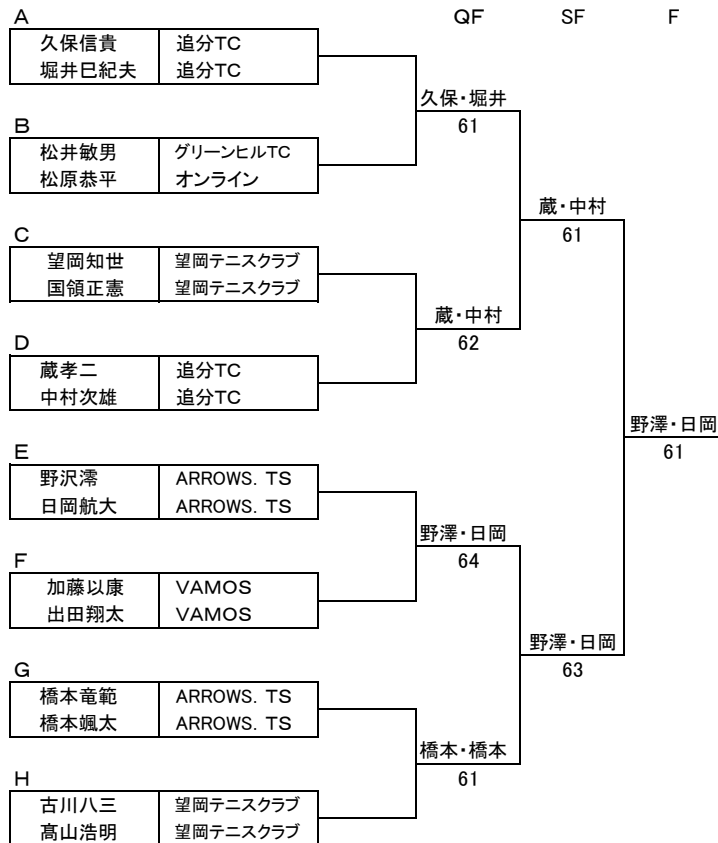 A QF SF F
久保信貴 追分TC
堀井巳紀夫 追分TC
久保・堀井
61
B
松井敏男 グリーンヒルTC
松原恭平 オンライン
蔵・中村
61
C
望岡知世 望岡テニスクラブ
国領正憲 望岡テニスクラブ
蔵・中村
62
D
蔵孝二 追分TC
中村次雄 追分TC
野澤・日岡
61
E
野沢澪 ARROWS．TS
日岡航大 ARROWS．TS
野澤・日岡
64
F
加藤以康 VAMOS
出田翔太 VAMOS
野澤・日岡
63
G
橋本竜範 ARROWS．TS
橋本颯太 ARROWS．TS
橋本・橋本
61
H
古川八三 望岡テニスクラブ
髙山浩明 望岡テニスクラブ